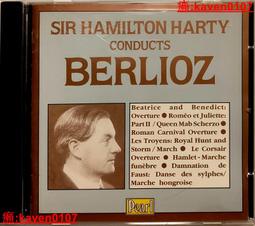 癮:kaven0107
SIR HAMILTON HARTY
CONDUCTS
BERLIOZ
Beatrice and Benedict:
Overture ● Roméo et Juliette:
Part II / Queen Mab Scherzo ●
Roman Carnival Overture ●
Les Troyens: Royal Hunt and
Storm / March ● Le Corsair
Overture ● Hamlet-Marche
funèbre ● Damnation de
Faust: Danse des sylphes/
Marche hongroise
Pearl
癮:kaven0107